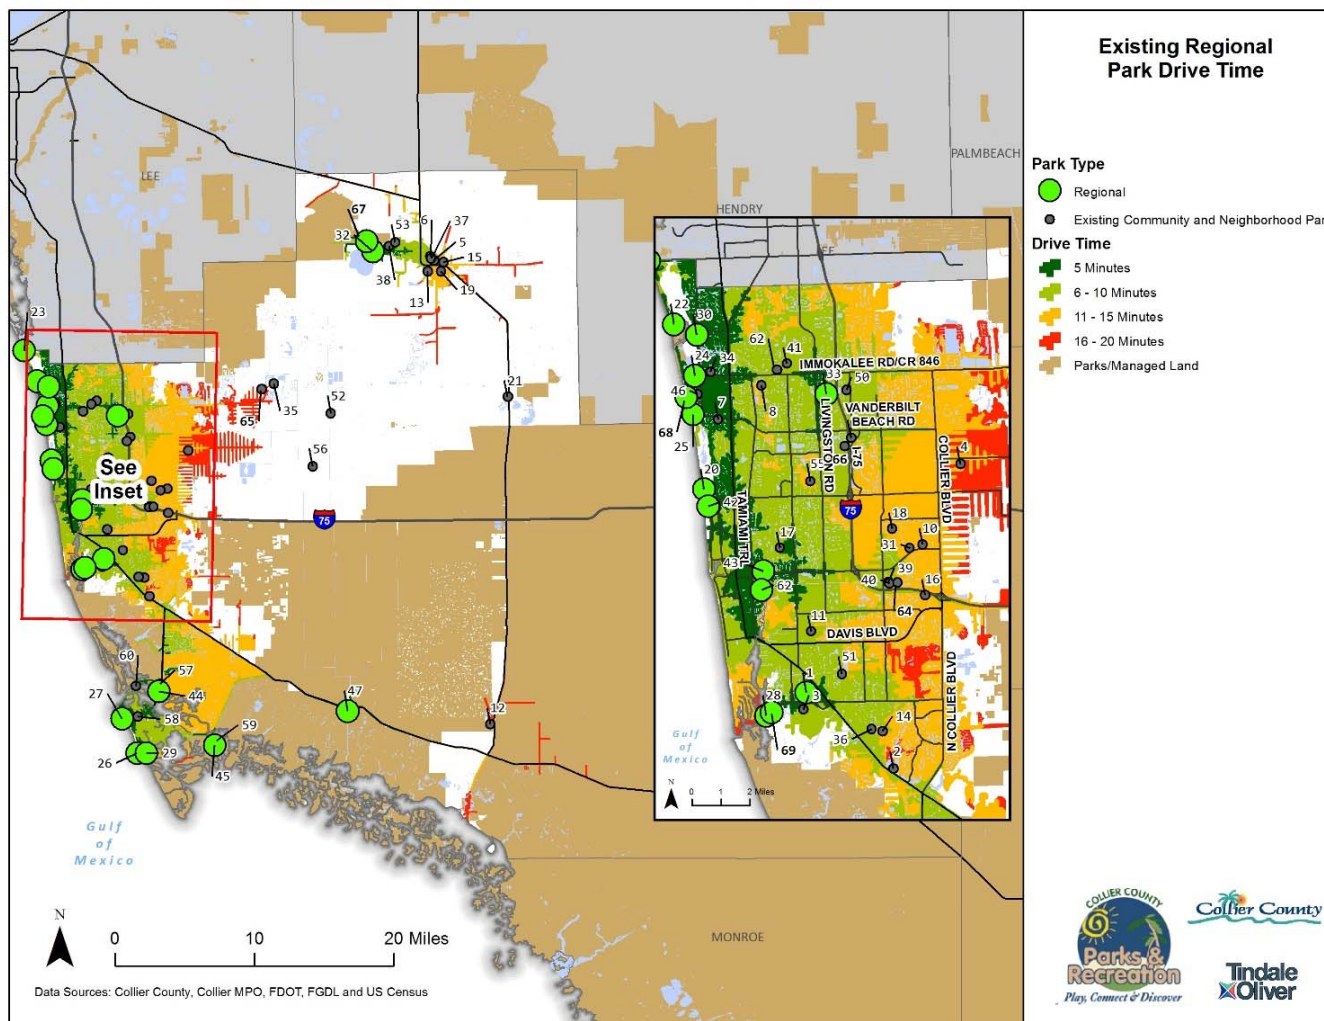 Existing Regional
Park Drive Time
Park Type
Regional
Existing Community and Neighborhood Par
Drive Time
5 Minutes
6 - 10 Minutes
11 - 15 Minutes
16 - 20 Minutes
Parks/Managed Land
LEE
PALMBEACH
HENDRY
MONROE
67
32
53
6
37
5
15
38
13
19
23
21
65
35
52
56
See
Inset
75
60
57
27
44
58
47
12
59
26
29
45
Gulf
of
Mexico
N
0
10
20 Miles
Data Sources: Collier County, Collier MPO, FDOT, FGDL and US Census
EE
22
30
62
41
24
34
IMMOKALEE RD/CR 846
33
50
46
7
8
LIVINGSTON RD
VANDERBILT
BEACH RD
68
25
66
I-75
COLLIER BLVD
4
55
20
42
TAMIAMI TRL
75
18
10
17
31
43
39
62
40
16
64
11
DAVIS BLVD
51
1
3
28
14
36
2
69
N COLLIER BLVD
Gulf
of
Mexico
N
0
1
2 Miles
COLLIER COUNTY
Parks &
Recreation
Play, Connect & Discover
Collier County
Tindale
Oliver